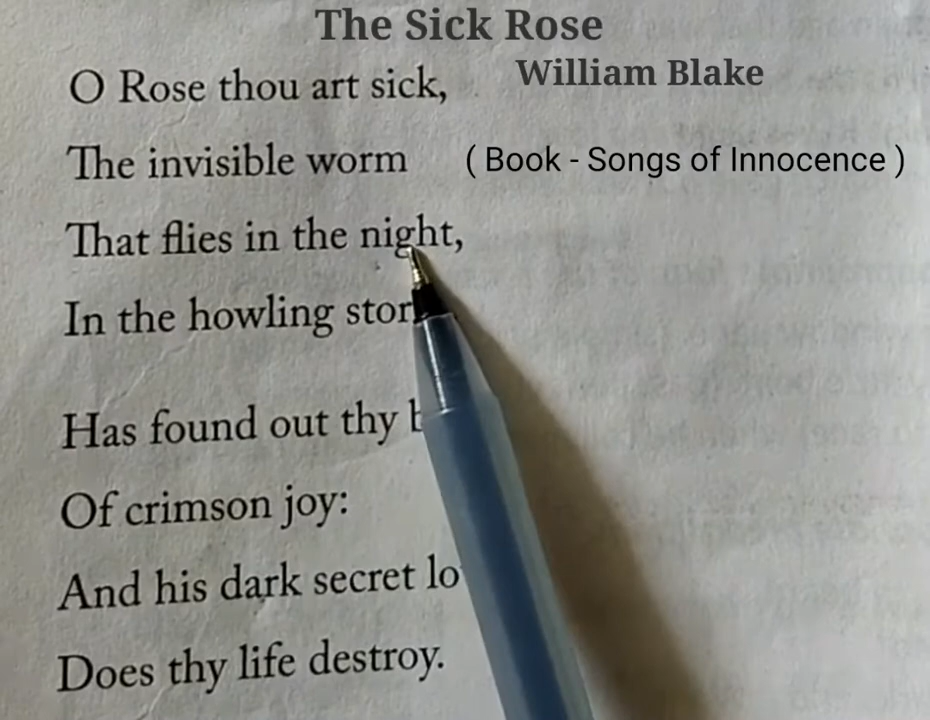 The Sick Rose
William Blake
O Rose thou art sick,
The invisible worm
( Book - Songs of Innocence )
That flies in the night,
In the howling
Has found out thy
Of crimson joy:
And his dark secret
Does thy life destroy.